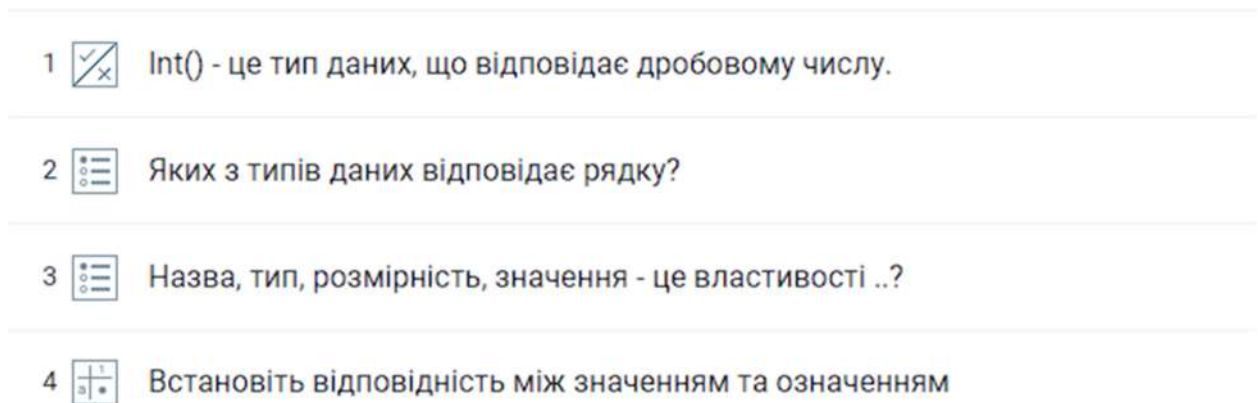 1 Int() - це тип даних, що відповідає дробовому числу.
2 Яких з типів даних відповідає рядку?
3 Назва, тип, розмірність, значення - це властивості ..?
4 Встановіть відповідність між значенням та означенням